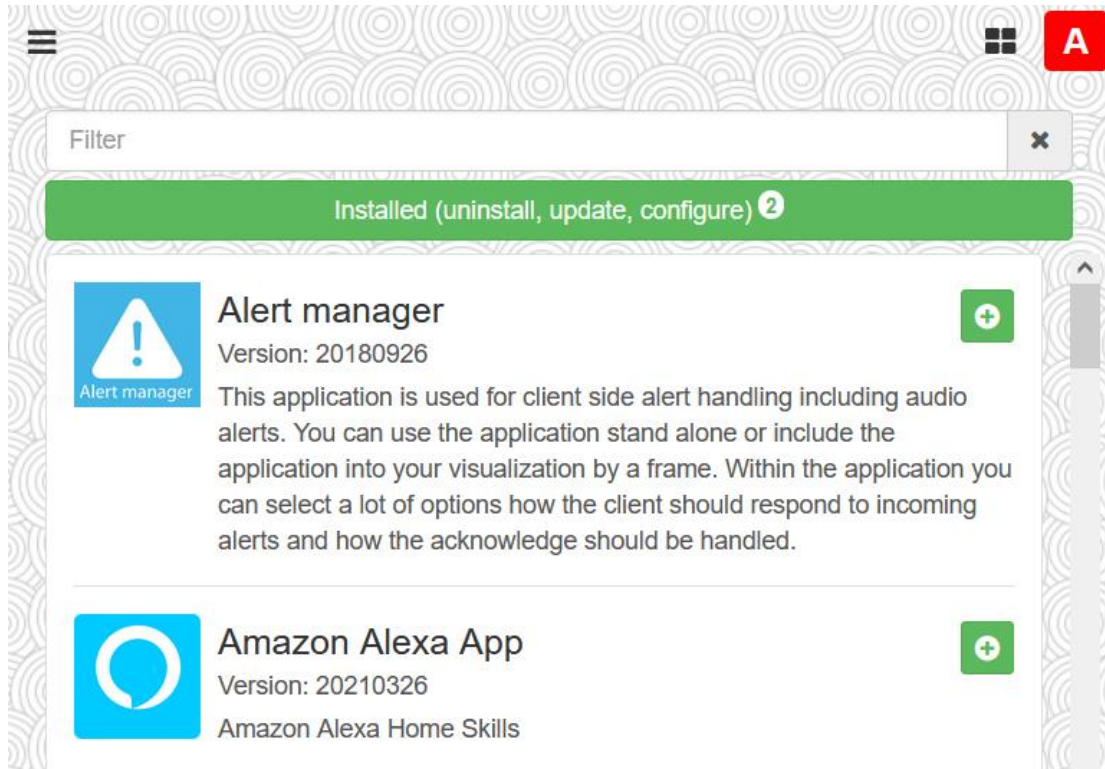 A
Filter
Installed (uninstall, update, configure) 2
Alert manager
Alert manager
Version: 20180926
This application is used for client side alert handling including audio
alerts. You can use the application stand alone or include the
application into your visualization by a frame. Within the application you
can select a lot of options how the client should respond to incoming
alerts and how the acknowledge should be handled.
Amazon Alexa App
Version: 20210326
Amazon Alexa Home Skills